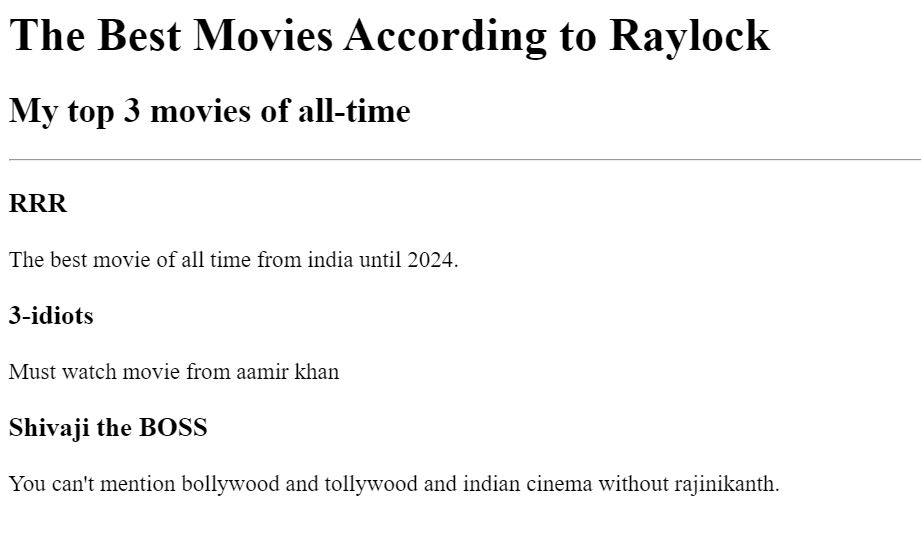 The Best Movies According to Raylock
My top 3 movies of all-time
RRR
The best movie of all time from india until 2024.
3-idiots
Must watch movie from aamir khan
Shivaji the BOSS
You can't mention bollywood and tollywood and indian cinema without rajinikanth.